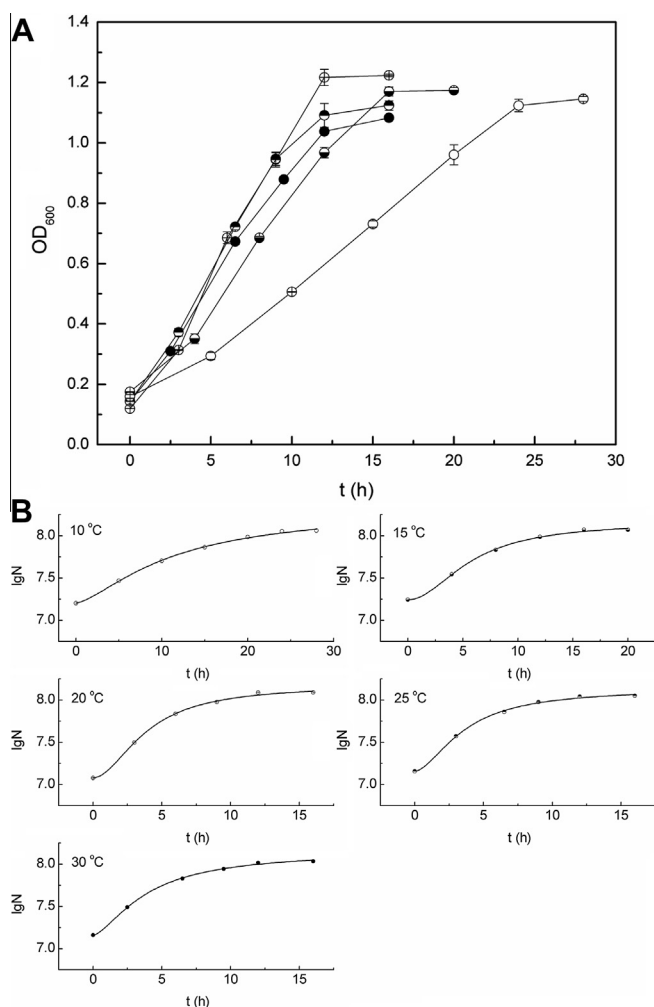 A
1.4
1.2
1.0
0.8
0.6
0.4
0.2
0.0
OD600
0 5 10 15 20 25 30
t (h)
B
10 °C
8.0
7.5
7.0
lgN
0 10 20 30
t (h)
15 °C
8.0
7.5
7.0
lgN
0 5 10 15 20
t (h)
20 °C
8.0
7.5
7.0
lgN
0 5 10 15
t (h)
25 °C
8.0
7.5
7.0
lgN
0 5 10 15
t (h)
30 °C
8.0
7.5
7.0
lgN
0 5 10 15
t (h)